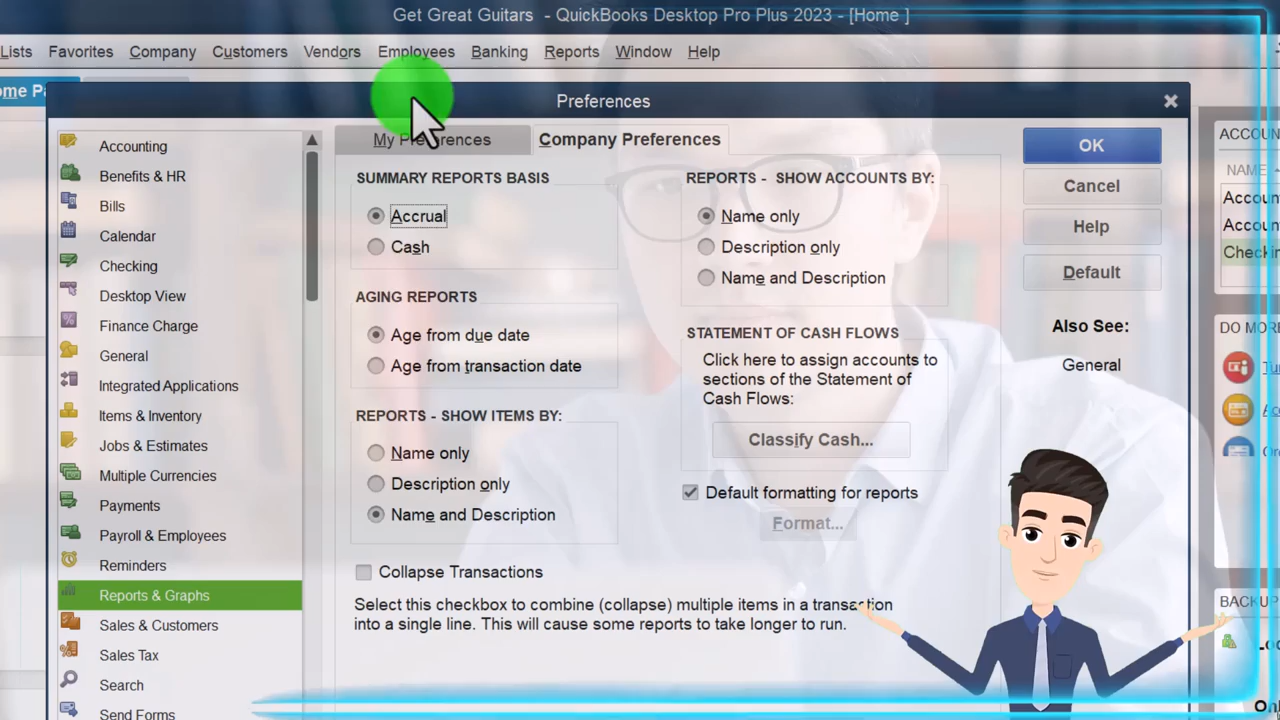 Get Great Guitars - QuickBooks Desktop Pro Plus 2023 - [Home ]
Lists Favorites Company Customers Vendors Employees Banking Reports Window Help
Preferences
Accounting
Benefits & HR
Bills
Calendar
Checking
Desktop View
Finance Charge
General
Integrated Applications
Items & Inventory
Jobs & Estimates
Multiple Currencies
Payments
Payroll & Employees
Reminders
Reports & Graphs
Sales & Customers
Sales Tax
Search
Send Forms
My Preferences Company Preferences
SUMMARY REPORTS BASIS
Accrual
Cash
AGING REPORTS
Age from due date
Age from transaction date
REPORTS - SHOW ITEMS BY:
Name only
Description only
Name and Description
Collapse Transactions
Select this checkbox to combine (collapse) multiple items in a transaction
into a single line. This will cause some reports to take longer to run.
REPORTS - SHOW ACCOUNTS BY:
Name only
Description only
Name and Description
STATEMENT OF CASH FLOWS
Click here to assign accounts to
sections of the Statement of
Cash Flows:
Classify Cash...
Default formatting for reports
Format...
OK
Cancel
Help
Default
Also See:
General
NAME
DO MORE
BACKUP